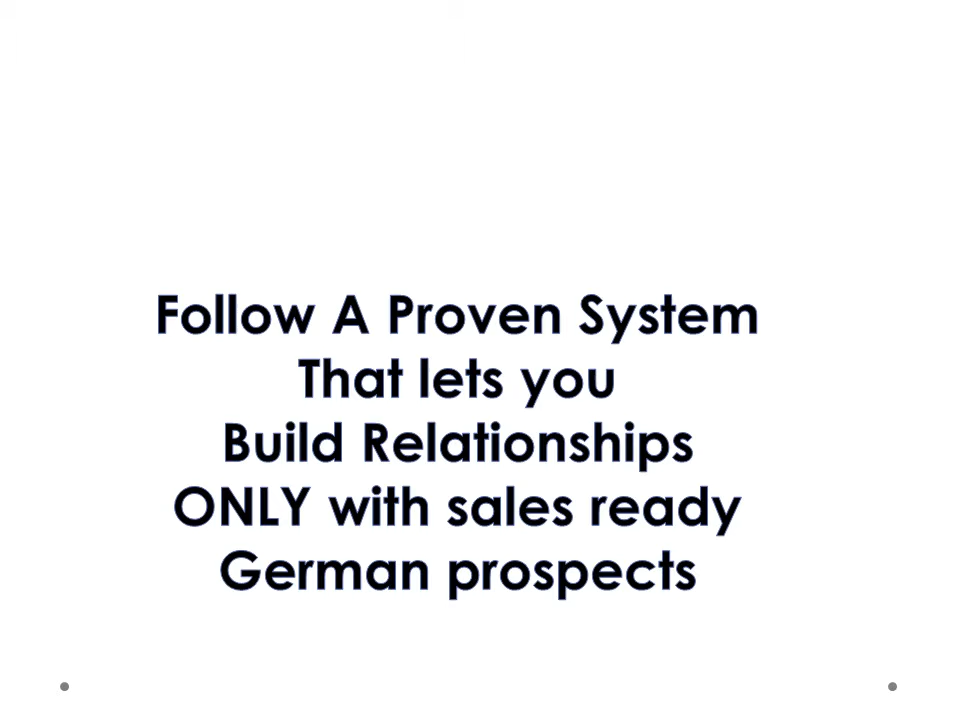 Follow A Proven System
That lets you
Build Relationships
ONLY with sales ready
German prospects